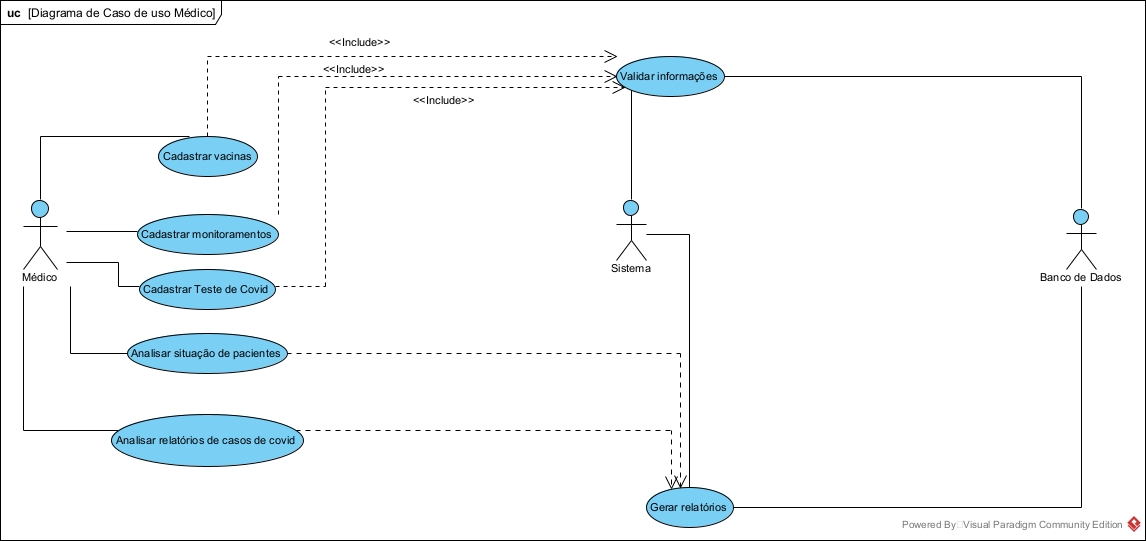 uc [Diagrama de Caso de uso Médico]
<<Include>>
<<Include>>
<<Include>>
Validar informações
Cadastrar vacinas
Cadastrar monitoramentos
Sistema
Médico
Banco de Dados
Cadastrar Teste de Covid
Analisar situação de pacientes
Analisar relatórios de casos de covid
Gerar relatórios
Powered By Visual Paradigm Community Edition